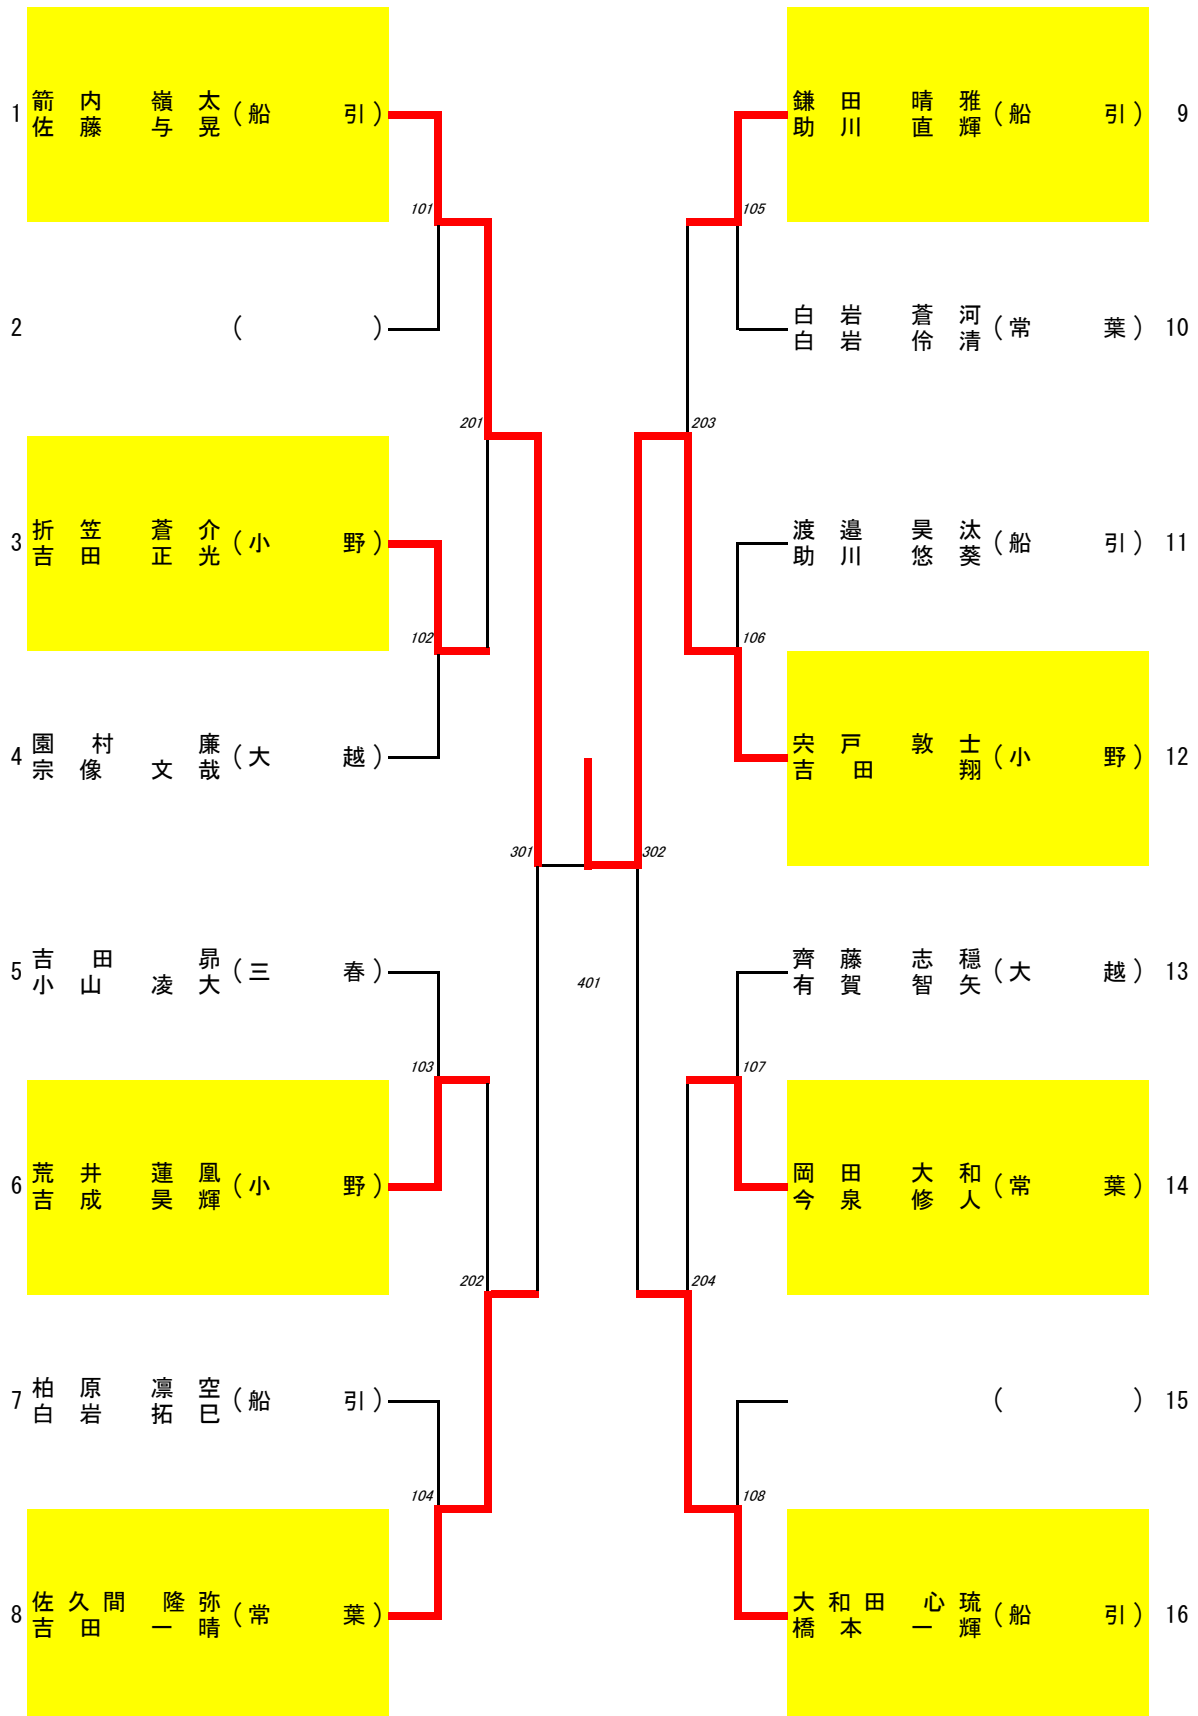 1 箭内 嶺太 (船 引)
佐藤 与晃
101
2 ( )
201
3 折笠 蒼介 (小 野)
吉田 正光
102
4 園村 廉 (大 越)
宗像 文哉
301
5 吉田 昴 (三 春)
小山 凌大
103
6 荒井 蓮凰 (小 野)
吉成 昊輝
202
7 柏原 凛空 (船 引)
白岩 拓巳
104
8 佐久間 隆弥 (常 葉)
吉田 一晴
401
鎌田 晴雅 (船 引) 9
助川 直輝
105
白岩 蒼河 (常 葉) 10
白岩 伶清
203
渡邉 昊汰 (船 引) 11
助川 悠葵
106
宍戸 敦士 (小 野) 12
吉田 翔
302
齊藤 志穏 (大 越) 13
有賀 智矢
107
岡田 大和 (常 葉) 14
今泉 修人
204
( ) 15
108
大和田 心琉 (船 引) 16
橋本 一輝